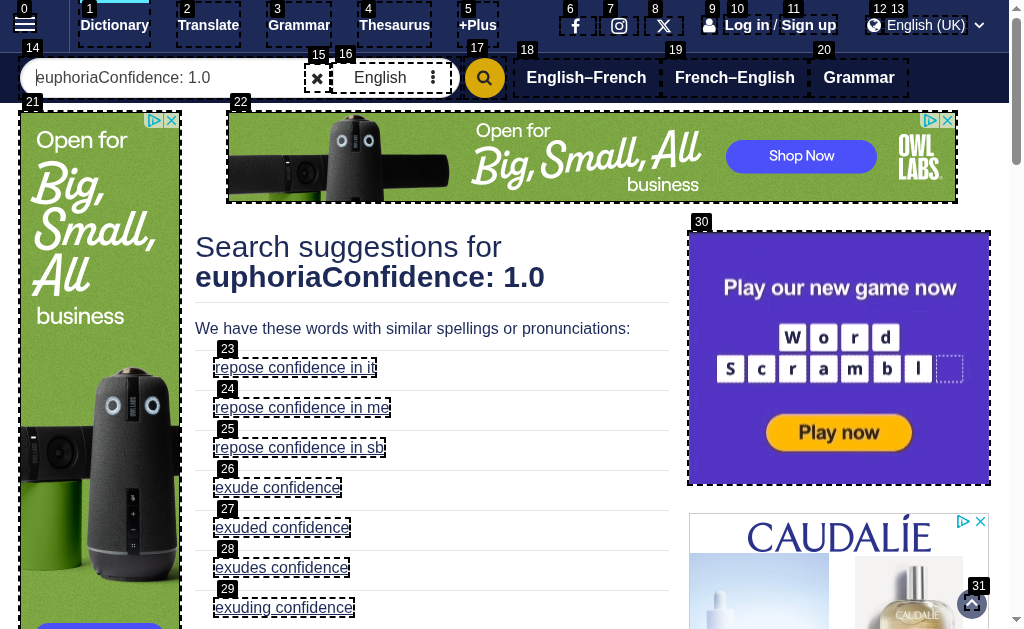 0 1 2 3 4 5 6 7 8 9 10 11 12 13
Dictionary Translate Grammar Thesaurus +Plus Log in / Sign up English (UK)
14 15 16 17 18 19 20
euphoriaConfidence: 1.0 English English–French French–English Grammar
21 22
Open for
Big,
Small,
All
business
Open for
Big, Small, All
business
Shop Now
OWL
LABS
Search suggestions for
euphoriaConfidence: 1.0
We have these words with similar spellings or pronunciations:
23
repose confidence in it
24
repose confidence in me
25
repose confidence in sb
26
exude confidence
27
exuded confidence
28
exudes confidence
29
exuding confidence
30
Play our new game now
Word
Scrambl
Play now
CAUDALÍE
CAUDALÍE
31